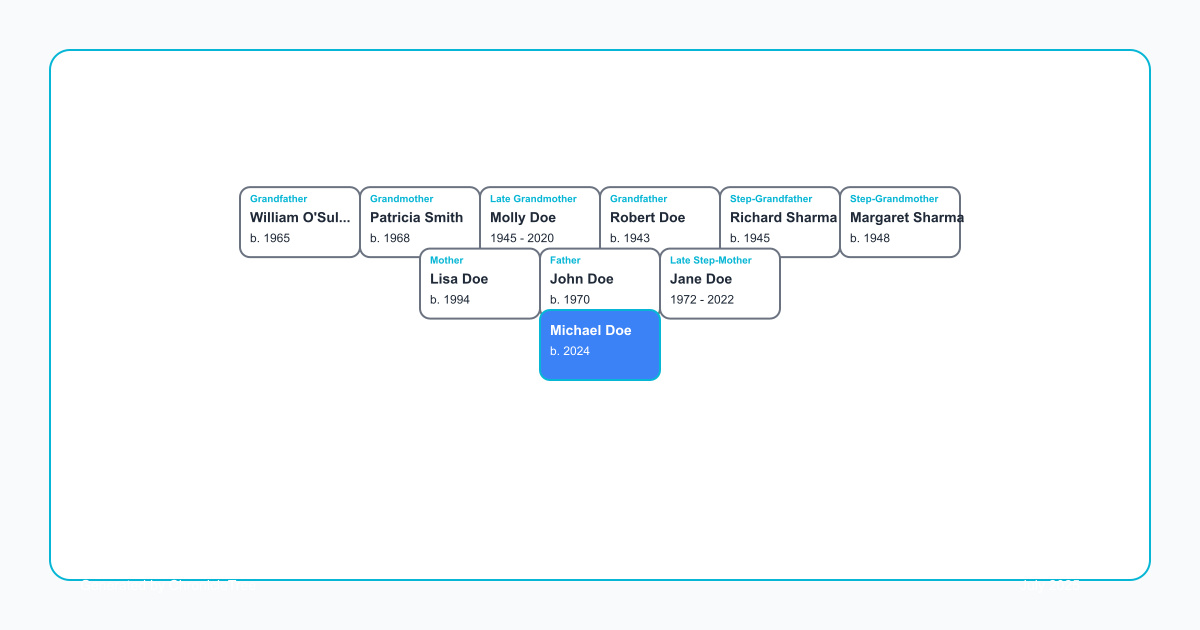 Grandfather
William O'Sul...
b. 1965
Grandmother
Patricia Smith
b. 1968
Late Grandmother
Molly Doe
1945 - 2020
Grandfather
Robert Doe
b. 1943
Step-Grandfather
Richard Sharma
b. 1945
Step-Grandmother
Margaret Sharma
b. 1948
Mother
Lisa Doe
b. 1994
Father
John Doe
b. 1970
Late Step-Mother
Jane Doe
1972 - 2022
Michael Doe
b. 2024